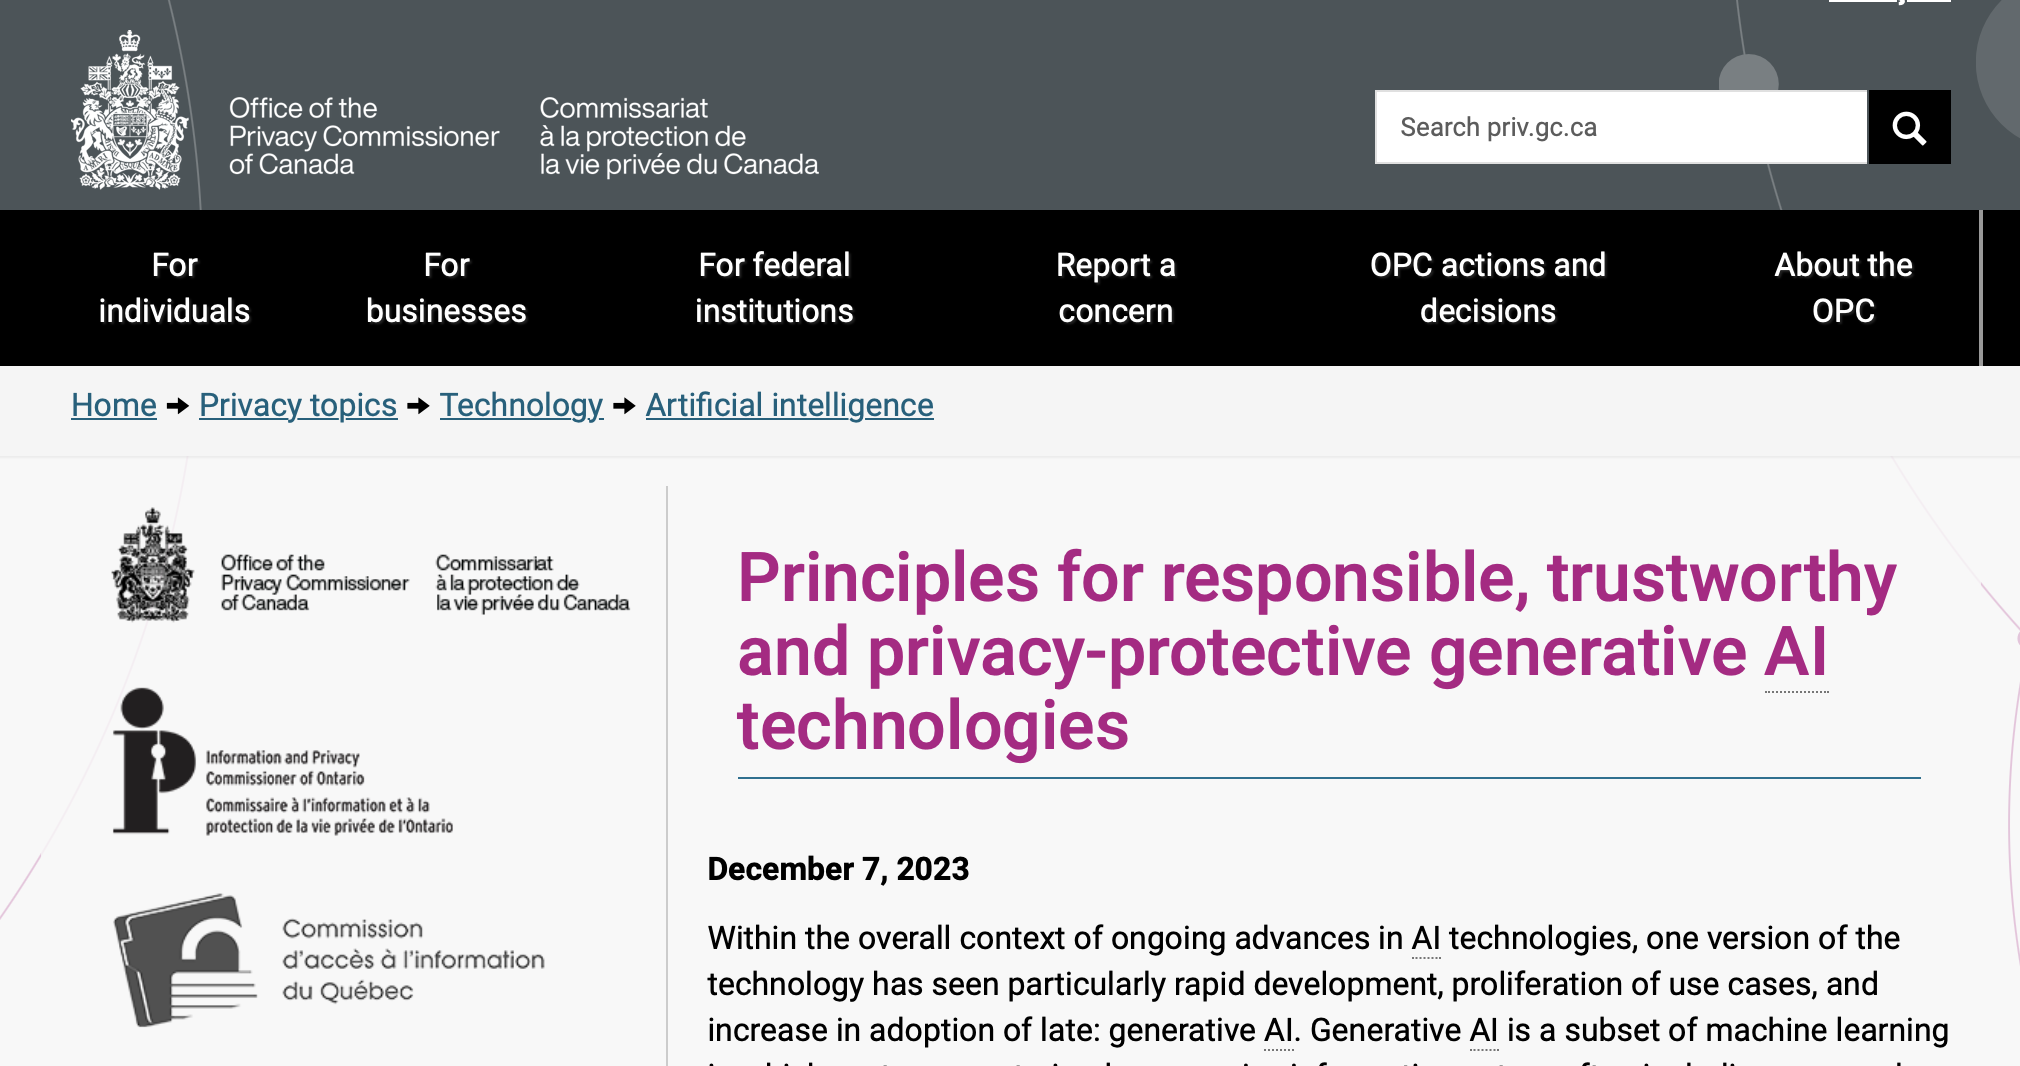 Office of the
Privacy Commissioner
of Canada
Commissariat
à la protection de
la vie privée du Canada
Search priv.gc.ca
For
individuals
For
businesses
For federal
institutions
Report a
concern
OPC actions and
decisions
About the
OPC
Home → Privacy topics → Technology → Artificial intelligence
Office of the
Privacy Commissioner
of Canada
Commissariat
à la protection de
la vie privée du Canada
Information and Privacy
Commissioner of Ontario
Commissaire à l'information et à la
protection de la vie privée de l'Ontario
Commission
d'accès à l'information
du Québec
Principles for responsible, trustworthy
and privacy-protective generative AI
technologies
December 7, 2023
Within the overall context of ongoing advances in AI technologies, one version of the
technology has seen particularly rapid development, proliferation of use cases, and
increase in adoption of late: generative AI. Generative AI is a subset of machine learning